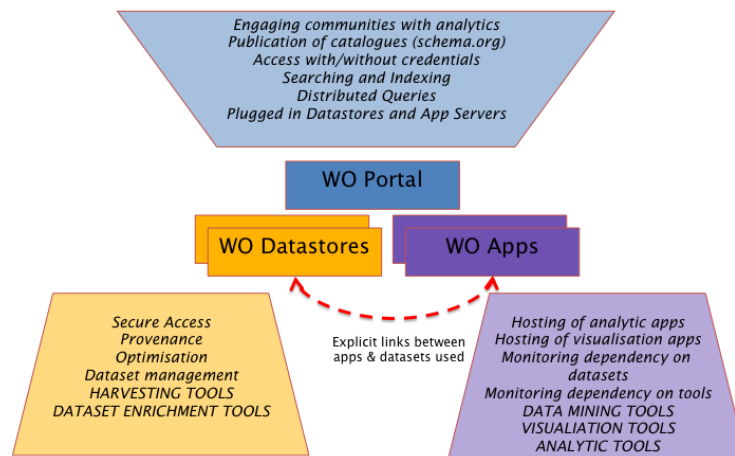 Engaging communities with analytics
Publication of catalogues (schema.org)
Access with/without credentials
Searching and Indexing
Distributed Queries
Plugged in Datastores and App Servers
WO Portal
WO Datastores
WO Apps
Explicit links between
apps & datasets used
Secure Access
Provenance
Optimisation
Dataset management
HARVESTING TOOLS
DATASET ENRICHMENT TOOLS
Hosting of analytic apps
Hosting of visualisation apps
Monitoring dependency on
datasets
Monitoring dependency on tools
DATA MINING TOOLS
VISUALIATION TOOLS
ANALYTIC TOOLS